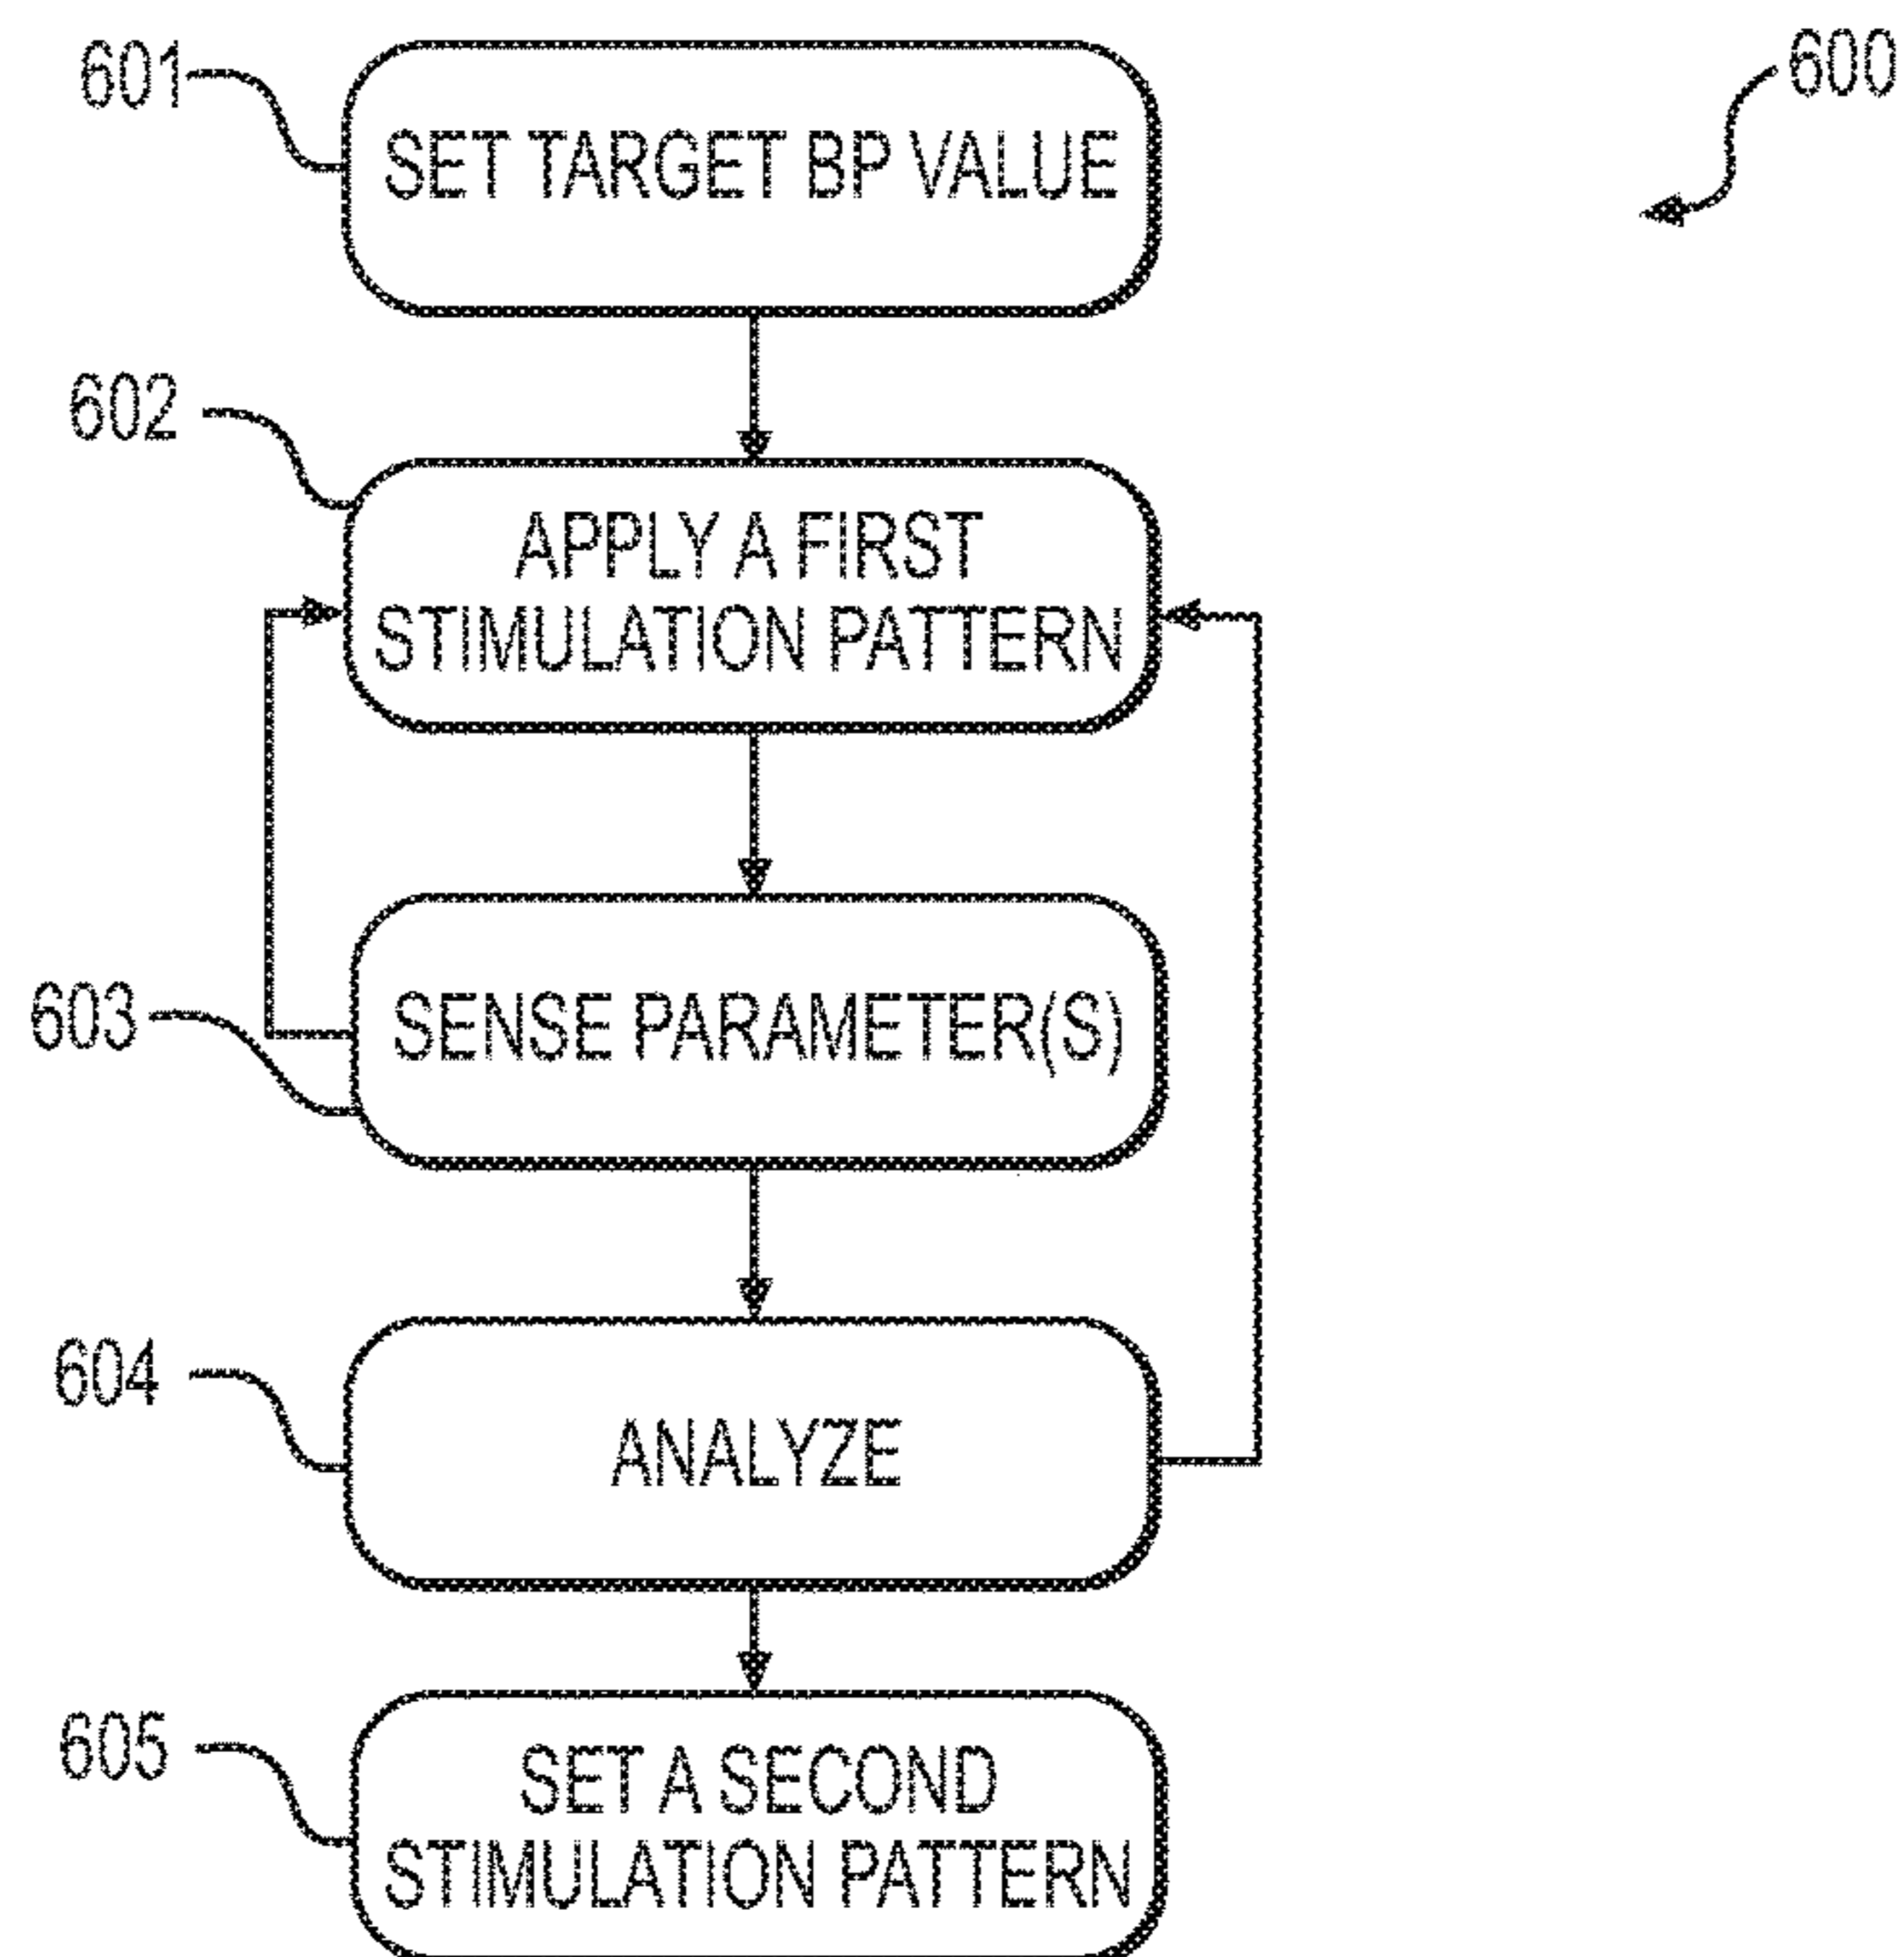 600
601
SET TARGET BP VALUE
602
APPLY A FIRST
STIMULATION PATTERN
603
SENSE PARAMETER(S)
604
ANALYZE
605
SET A SECOND
STIMULATION PATTERN